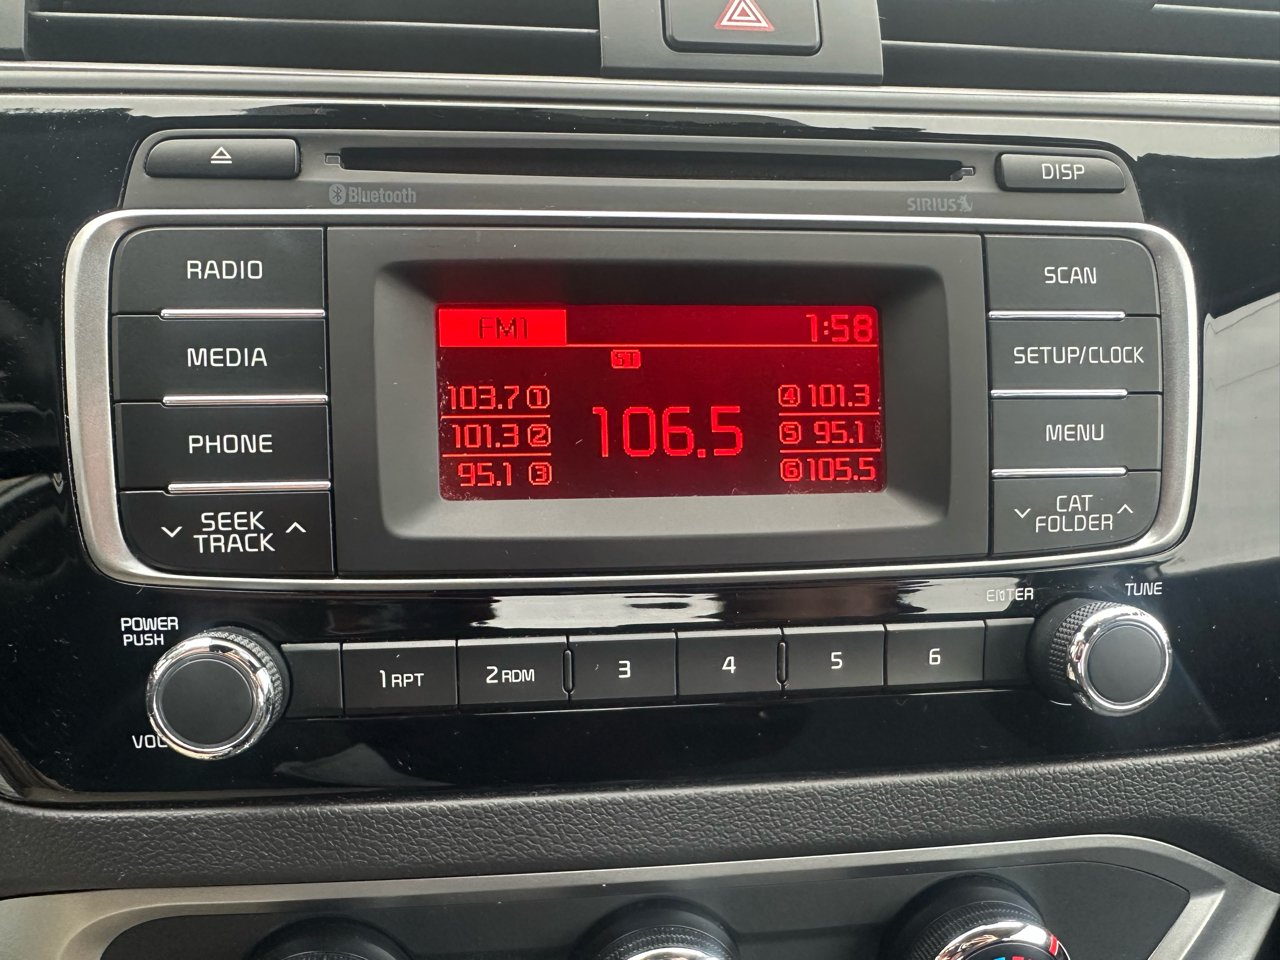 DISP
Bluetooth
SIRIUS
RADIO
MEDIA
PHONE
SEEK
TRACK
FM1 1:58
ST
103.7 1
101.3 2
95.1 3
106.5
4 101.3
5 95.1
6 105.5
SCAN
SETUP/CLOCK
MENU
CAT
FOLDER
POWER
PUSH
VOL
1 RPT
2 RDM
3
4
5
6
ENTER
TUNE